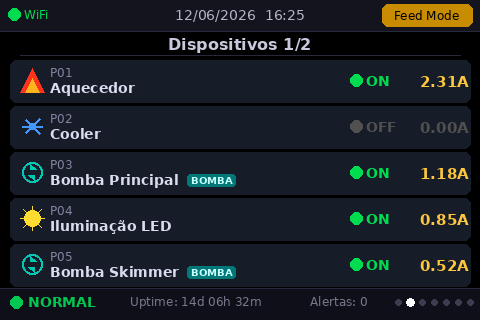 WiFi 12/06/2026 16:25 Feed Mode
Dispositivos 1/2
P01
Aquecedor ON 2.31A
P02
Cooler OFF 0.00A
P03
Bomba Principal BOMBA ON 1.18A
P04
Iluminação LED ON 0.85A
P05
Bomba Skimmer BOMBA ON 0.52A
NORMAL Uptime: 14d 06h 32m Alertas: 0